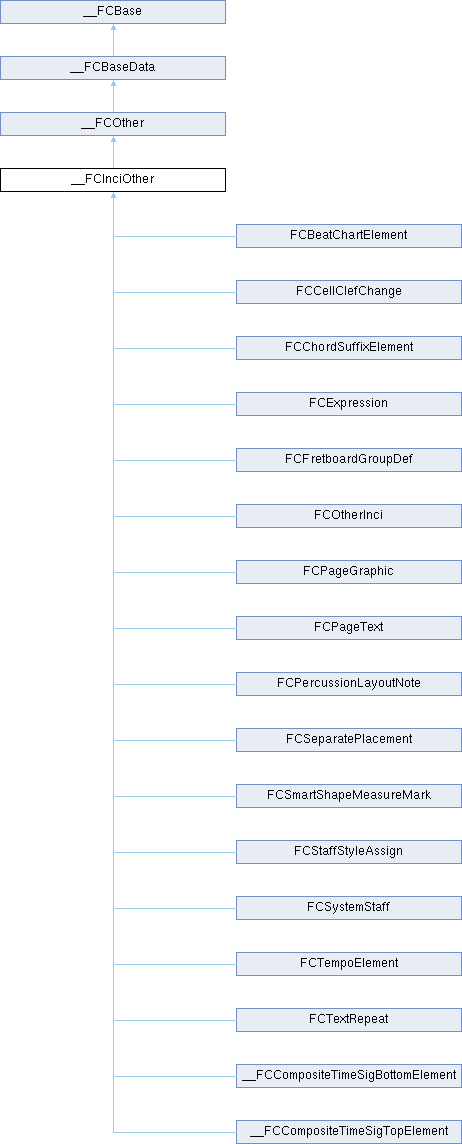 __FCBase
__FCBaseData
__FCOther
__FCInciOther
FCBeatChartElement
FCCellClefChange
FCChordSuffixElement
FCExpression
FCFretboardGroupDef
FCOtherInci
FCPageGraphic
FCPageText
FCPercussionLayoutNote
FCSeparatePlacement
FCSmartShapeMeasureMark
FCStaffStyleAssign
FCSystemStaff
FCTempoElement
FCTextRepeat
__FCCompositeTimeSigBottomElement
__FCCompositeTimeSigTopElement